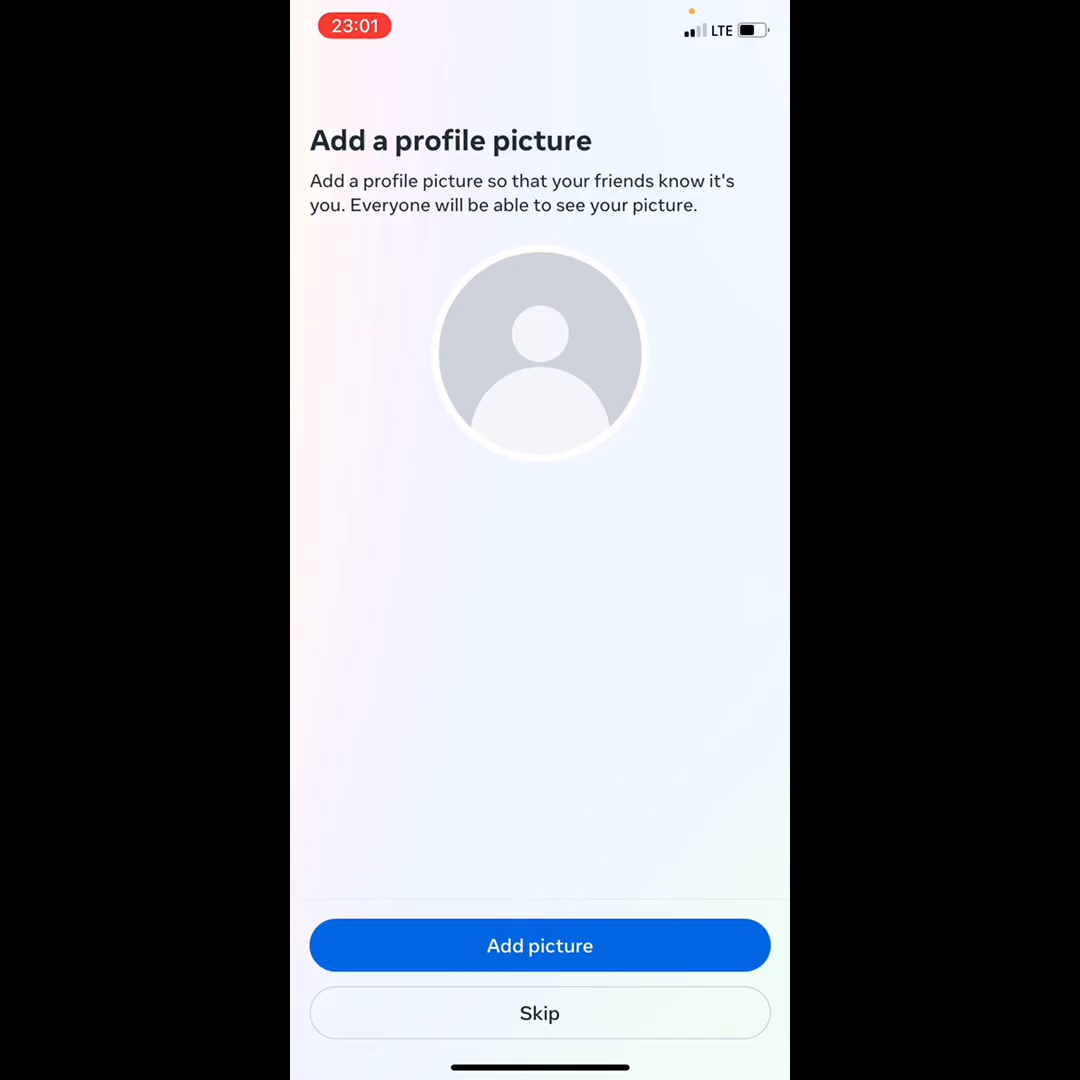 23:01
LTE
Add a profile picture
Add a profile picture so that your friends know it's
you. Everyone will be able to see your picture.
Add picture
Skip